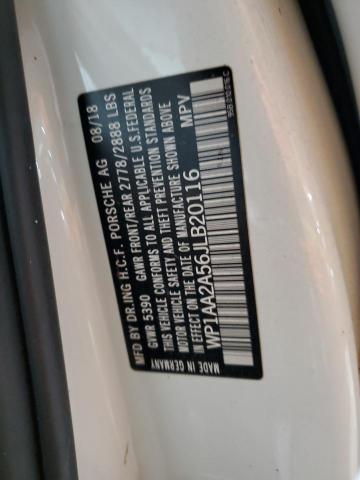 MFD BY DR.ING H.C.F. PORSCHE AG 08/18
GVWR 5390 GAWR FRONT/REAR 2778/2888 LBS
THIS VEHICLE CONFORMS TO ALL APPLICABLE U.S.FEDERAL
MOTOR VEHICLE SAFETY AND THEFT PREVENTION STANDARDS
IN EFFECT ON THE DATE OF MANUFACTURE SHOWN ABOVE
WP1AA2A56JLB20116 MPV
MADE IN GERMANY